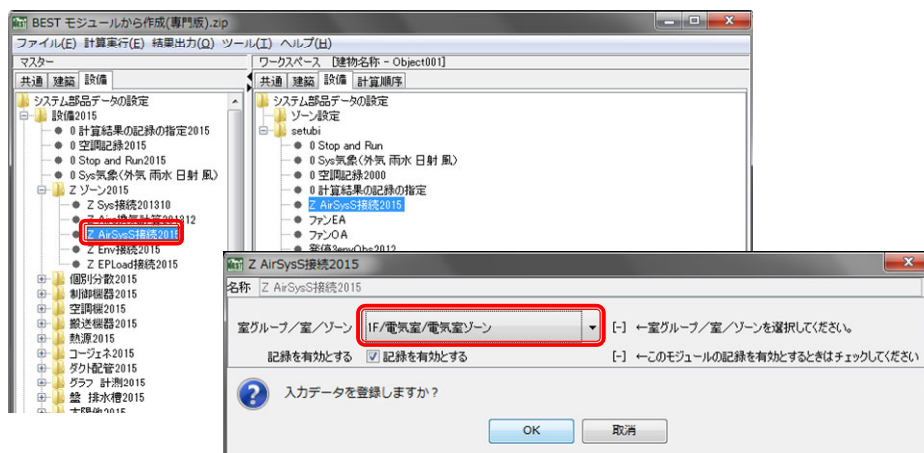 BEST モジュールから作成(専門版).zip
ファイル(F) 計算実行(E) 結果出力(O) ツール(T) ヘルプ(H)
マスター
共通 建築 設備
システム部品データの設定
設備2015
0 計算結果の記録の指定2015
0 空調記録2015
0 Stop and Run2015
0 Sys気象(外気 雨水 日射 風)
Z ゾーン2015
Z Sys接続201310
Z AirSysS接続2015
Z Env接続2015
Z EPLoad接続2015
個別分散2015
制御機器2015
空調機2015
搬送機器2015
熱源2015
コージェネ2015
ダクト配管2015
グラフ 計測2015
盤 排水槽2015
ワークスペース [建物名称 - Object001]
共通 建築 設備 計算順序
システム部品データの設定
ゾーン設定
setubi
0 Stop and Run
0 Sys気象(外気 雨水 日射 風)
0 空調記録2000
0 計算結果の記録の指定
Z AirSysS接続2015
ファンEA
ファンOA
Z AirSysS接続2015
名称 Z AirSysS接続2015
室グループ/室/ゾーン 1F/電気室/電気室ゾーン [-] ←室グループ/室/ゾーンを選択してください。
記録を有効とする 記録を有効とする [-] ←このモジュールの記録を有効とするときはチェックしてください
入力データを登録しますか？
OK 取消